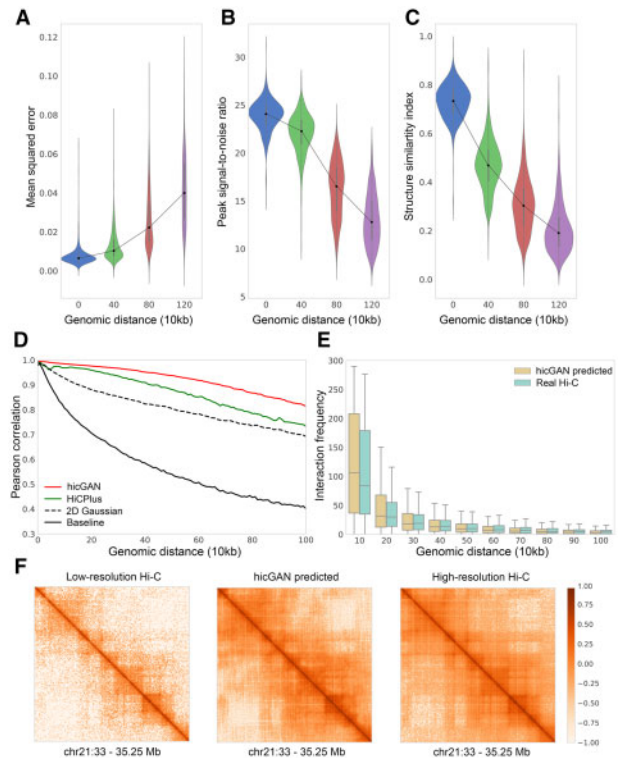 A
B
C
Mean squared error
0.12
0.10
0.08
0.06
0.04
0.02
0.00
0 40 80 120
Genomic distance (10kb)
Peak signal-to-noise ratio
30
25
20
15
10
5
0 40 80 120
Genomic distance (10kb)
Structure similartity index
1.0
0.8
0.6
0.4
0.2
0.0
0 40 80 120
Genomic distance (10kb)
D
Pearson correlation
1.0
0.9
0.8
0.7
0.6
0.5
0.4
0.3
hicGAN
HiCPlus
2D Gaussian
Baseline
0 20 40 60 80 100
Genomic distance (10kb)
E
Interaction frequency
300
250
200
150
100
50
0
hicGAN predicted
Real Hi-C
10 20 30 40 50 60 70 80 90 100
Genomic distance (10kb)
F
Low-resolution Hi-C
hicGAN predicted
High-resolution Hi-C
1.00
0.75
0.50
0.25
0.00
−0.25
−0.50
−0.75
−1.00
chr21:33 - 35.25 Mb
chr21:33 - 35.25 Mb
chr21:33 - 35.25 Mb